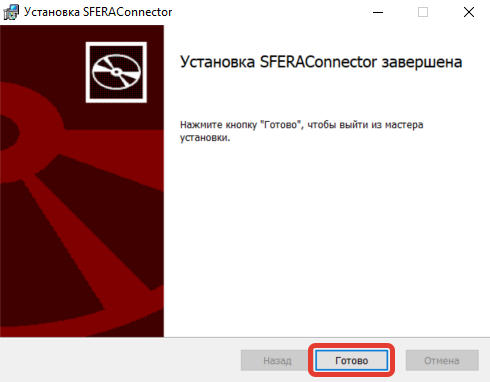 Установка SFERAConnector
Установка SFERAConnector завершена
Нажмите кнопку "Готово", чтобы выйти из мастера
установки.
Назад
Готово
Отмена